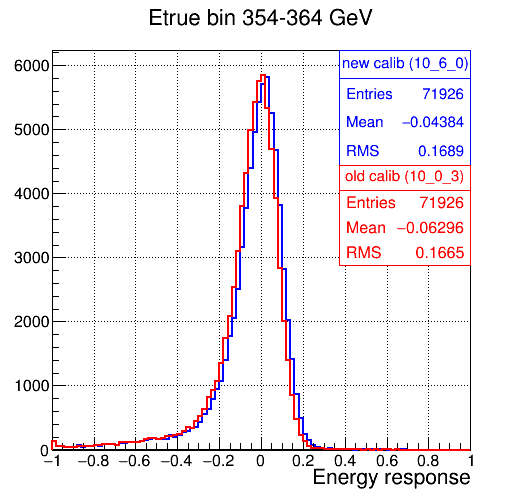 Etrue bin 354-364 GeV
new calib (10_6_0)
Entries 71926
Mean −0.04384
RMS 0.1689
old calib (10_0_3)
Entries 71926
Mean −0.06296
RMS 0.1665
6000
5000
4000
3000
2000
1000
0
−1 −0.8 −0.6 −0.4 −0.2 0 0.2 0.4 0.6 0.8 1
Energy response